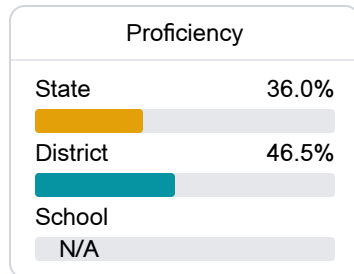 Proficiency
State 36.0%
District 46.5%
School
N/A